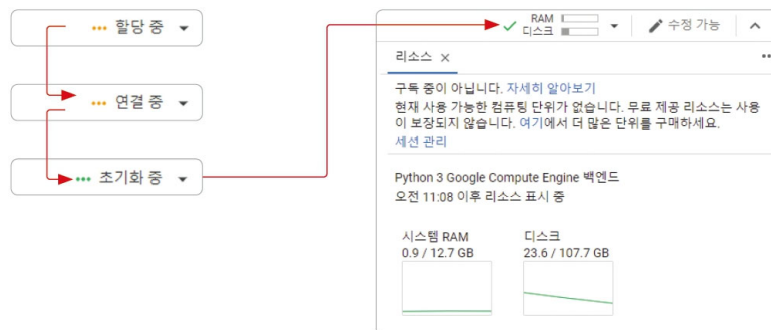 할당 중
연결 중
초기화 중
RAM
디스크
수정 가능
리소스 ×
구독 중이 아닙니다. 자세히 알아보기
현재 사용 가능한 컴퓨팅 단위가 없습니다. 무료 제공 리소스는 사용
이 보장되지 않습니다. 여기에서 더 많은 단위를 구매하세요.
세션 관리
Python 3 Google Compute Engine 백엔드
오전 11:08 이후 리소스 표시 중
시스템 RAM 디스크
0.9 / 12.7 GB 23.6 / 107.7 GB